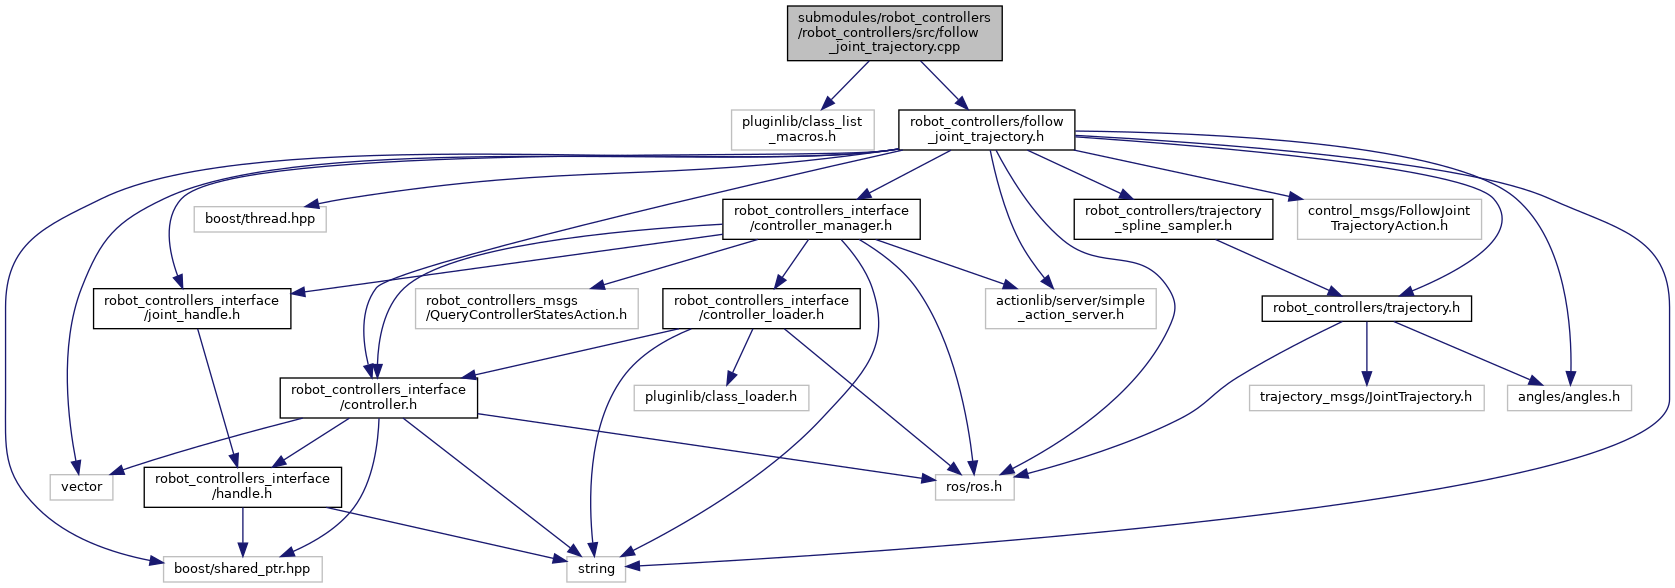 submodules/robot_controllers
/robot_controllers/src/follow
_joint_trajectory.cpp
pluginlib/class_list
_macros.h
robot_controllers/follow
_joint_trajectory.h
boost/thread.hpp
robot_controllers_interface
/controller_manager.h
robot_controllers/trajectory
_spline_sampler.h
control_msgs/FollowJoint
TrajectoryAction.h
robot_controllers_interface
/joint_handle.h
robot_controllers_msgs
/QueryControllerStatesAction.h
robot_controllers_interface
/controller_loader.h
actionlib/server/simple
_action_server.h
robot_controllers/trajectory.h
robot_controllers_interface
/controller.h
pluginlib/class_loader.h
trajectory_msgs/JointTrajectory.h
angles/angles.h
vector
robot_controllers_interface
/handle.h
ros/ros.h
boost/shared_ptr.hpp
string